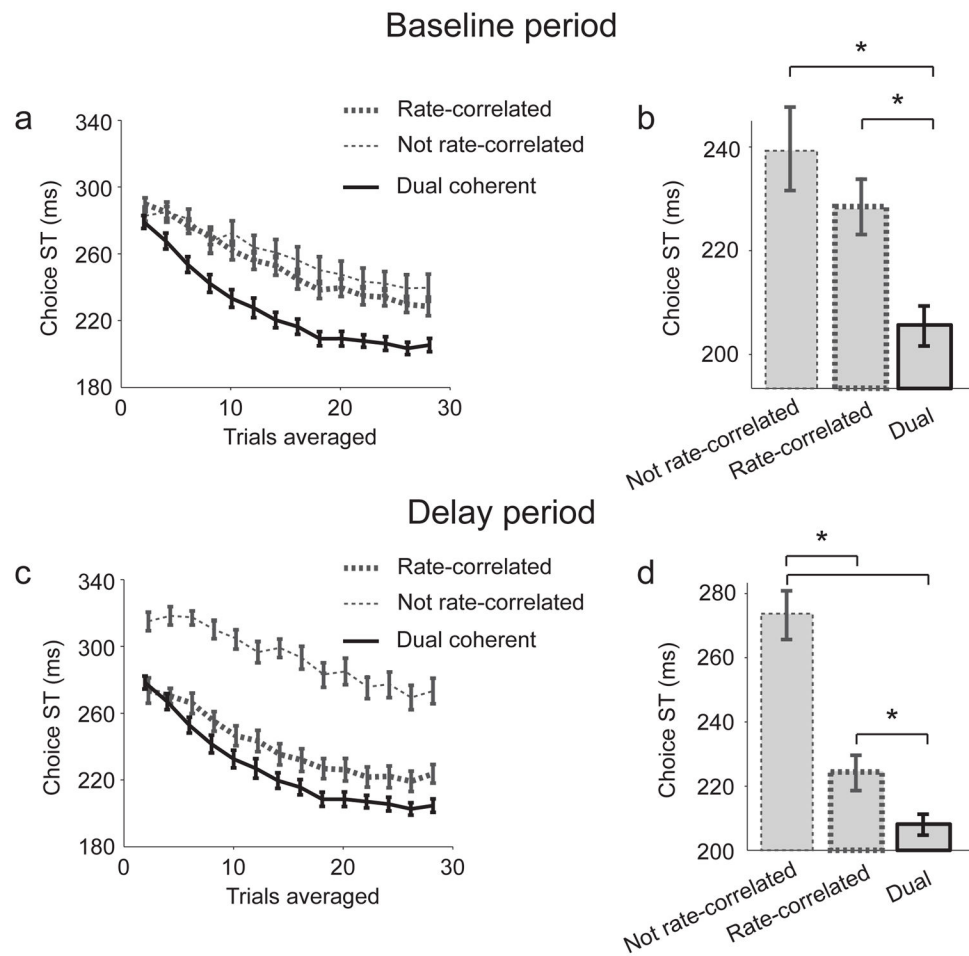 Baseline period
a
Rate-correlated
Not rate-correlated
Dual coherent
340
300
260
220
180
Choice ST (ms)
0
10
20
30
Trials averaged
b
*
*
240
220
200
Choice ST (ms)
Not rate-correlated
Rate-correlated
Dual
Delay period
c
Rate-correlated
Not rate-correlated
Dual coherent
340
300
260
220
180
Choice ST (ms)
0
10
20
30
Trials averaged
d
*
*
280
260
240
220
200
Choice ST (ms)
Not rate-correlated
Rate-correlated
Dual